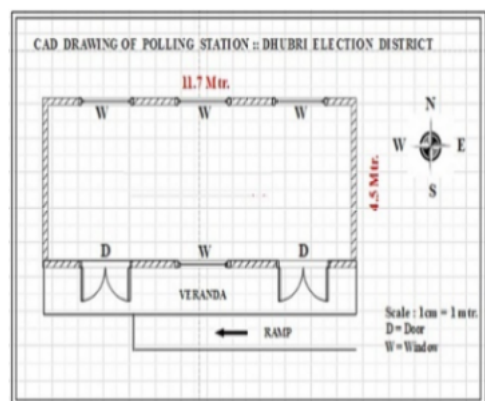 CAD DRAWING OF POLLING STATION :: DHUBRI ELECTION DISTRICT
11.7 Mtr.
W W W
N
W E
S
4.5 Mtr.
D W D
VERANDA
RAMP
Scale : 1cm = 1 mtr.
D = Door
W = Window